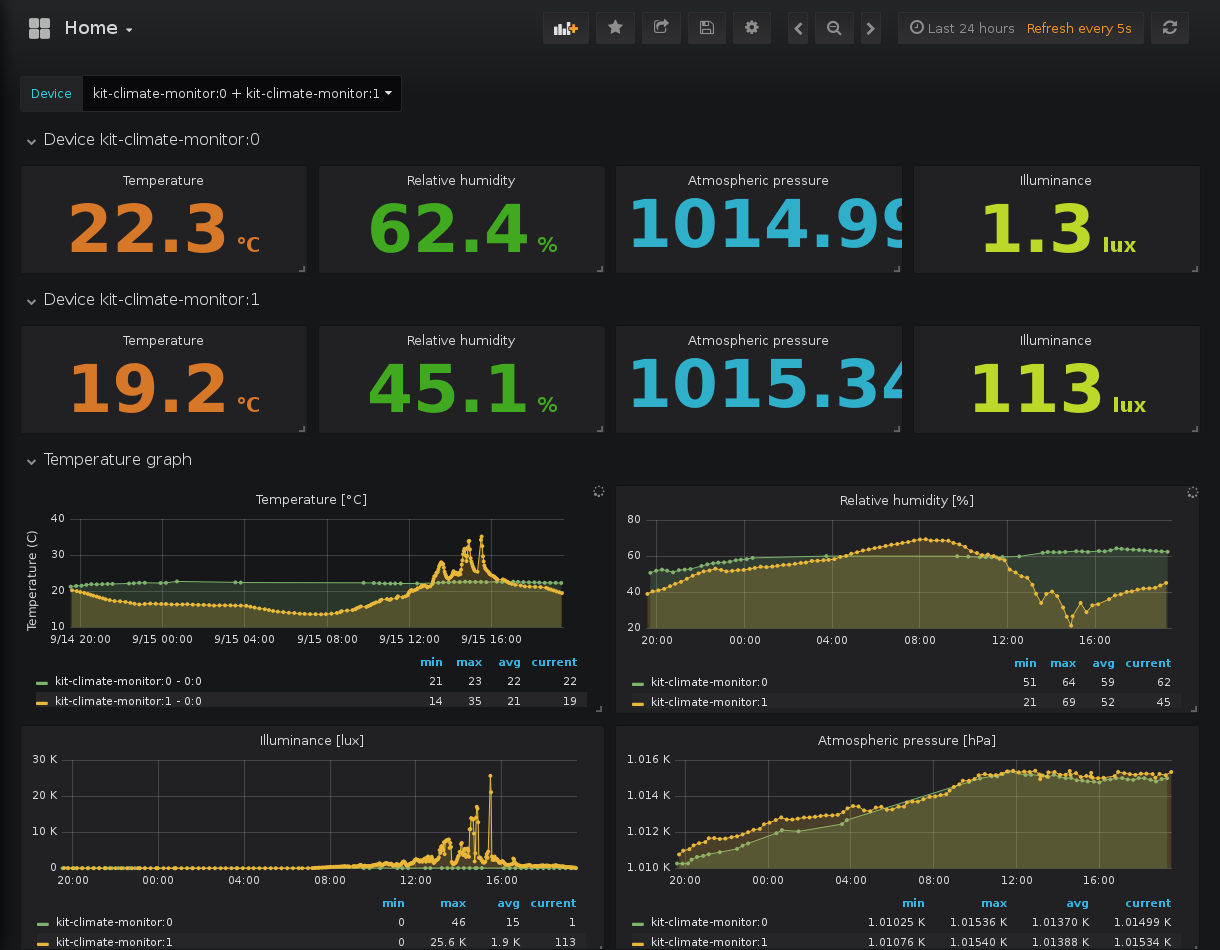 Home
Last 24 hours Refresh every 5s
Device kit-climate-monitor:0 + kit-climate-monitor:1
Device kit-climate-monitor:0
Temperature Relative humidity Atmospheric pressure Illuminance
22.3 °C 62.4 % 1014.99 1.3 lux
Device kit-climate-monitor:1
Temperature Relative humidity Atmospheric pressure Illuminance
19.2 °C 45.1 % 1015.34 113 lux
Temperature graph
Temperature [°C]
Temperature (C)
40
30
20
10
9/14 20:00 9/15 00:00 9/15 04:00 9/15 08:00 9/15 12:00 9/15 16:00
min max avg current
kit-climate-monitor:0 - 0:0 21 23 22 22
kit-climate-monitor:1 - 0:0 14 35 21 19
Relative humidity [%]
80
60
40
20
20:00 00:00 04:00 08:00 12:00 16:00
min max avg current
kit-climate-monitor:0 51 64 59 62
kit-climate-monitor:1 21 69 52 45
Illuminance [lux]
30 K
20 K
10 K
0
20:00 00:00 04:00 08:00 12:00 16:00
min max avg current
kit-climate-monitor:0 0 46 15 1
kit-climate-monitor:1 0 25.6 K 1.9 K 113
Atmospheric pressure [hPa]
1.016 K
1.014 K
1.012 K
1.010 K
20:00 00:00 04:00 08:00 12:00 16:00
min max avg current
kit-climate-monitor:0 1.01025 K 1.01536 K 1.01370 K 1.01499 K
kit-climate-monitor:1 1.01076 K 1.01540 K 1.01388 K 1.01534 K